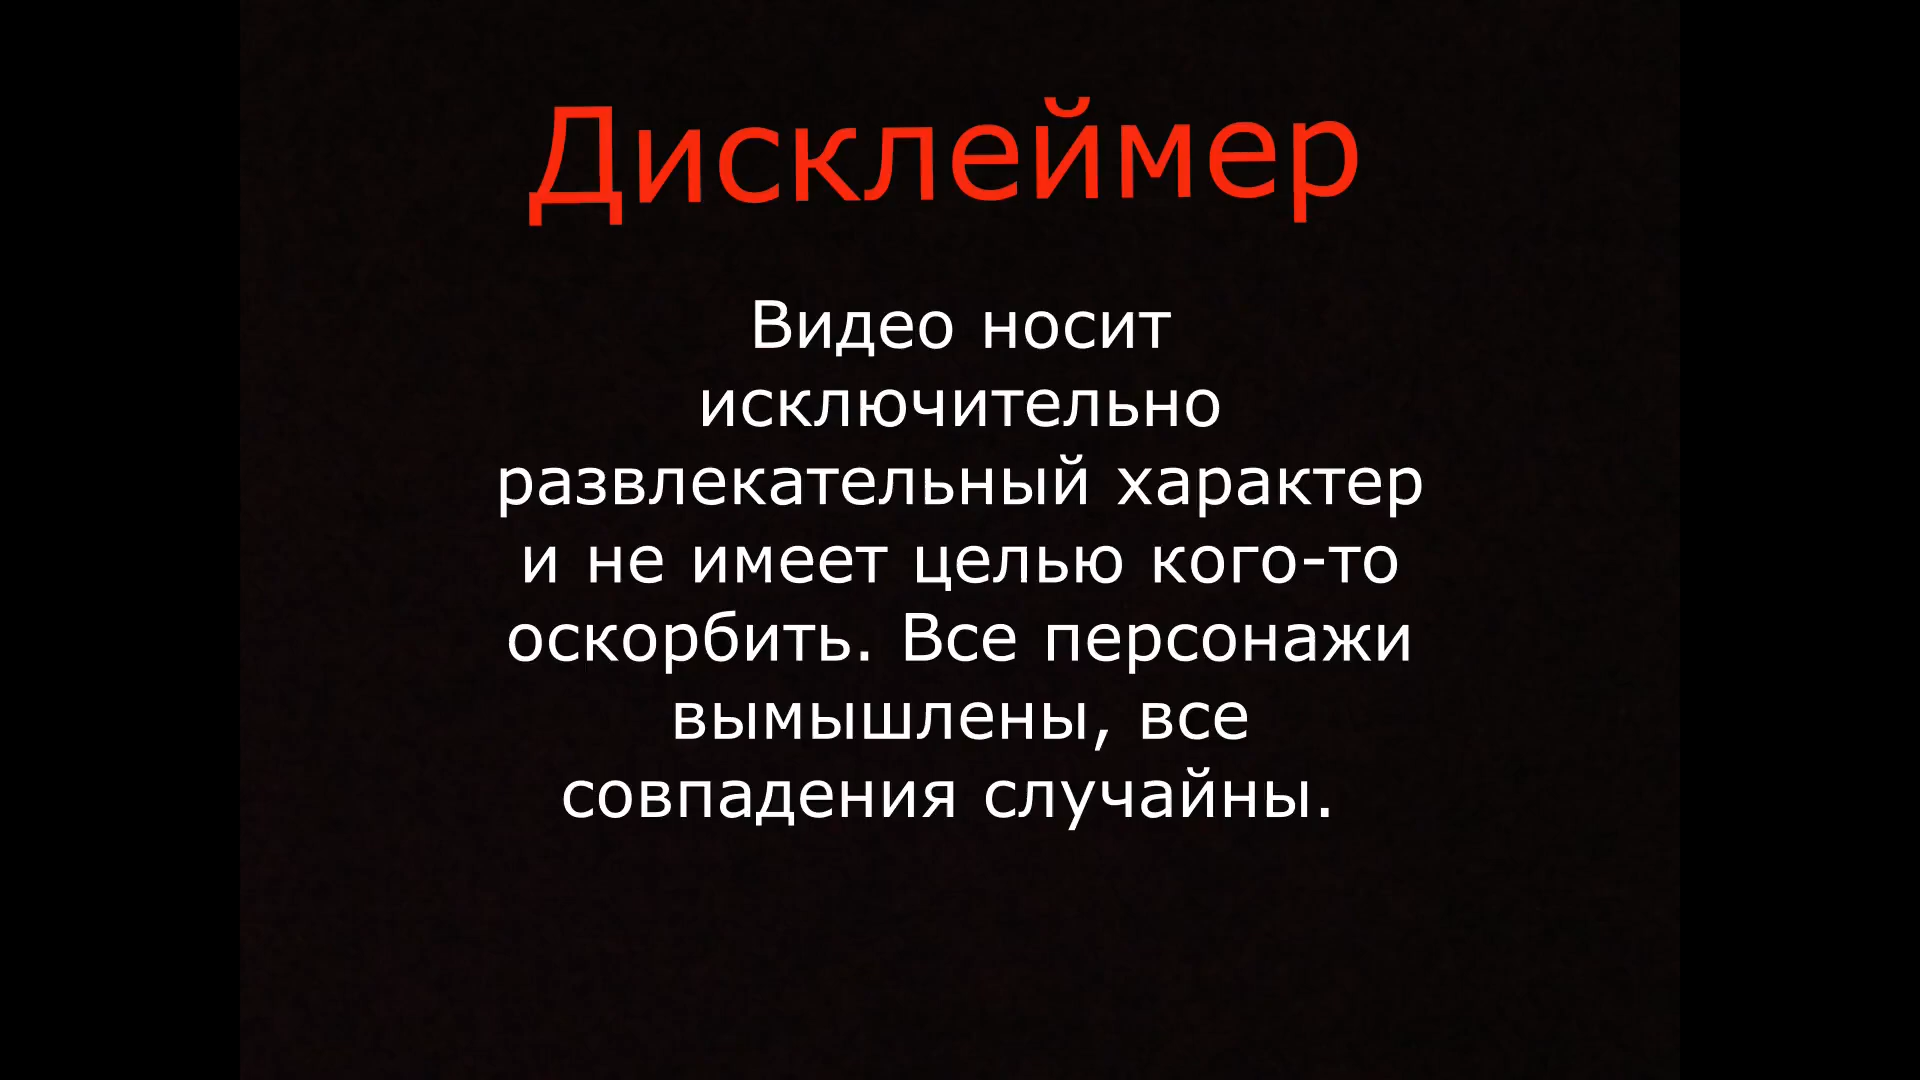 Дисклеймер
Видео носит
исключительно
развлекательный характер
и не имеет целью кого-то
оскорбить. Все персонажи
вымышлены, все
совпадения случайны.